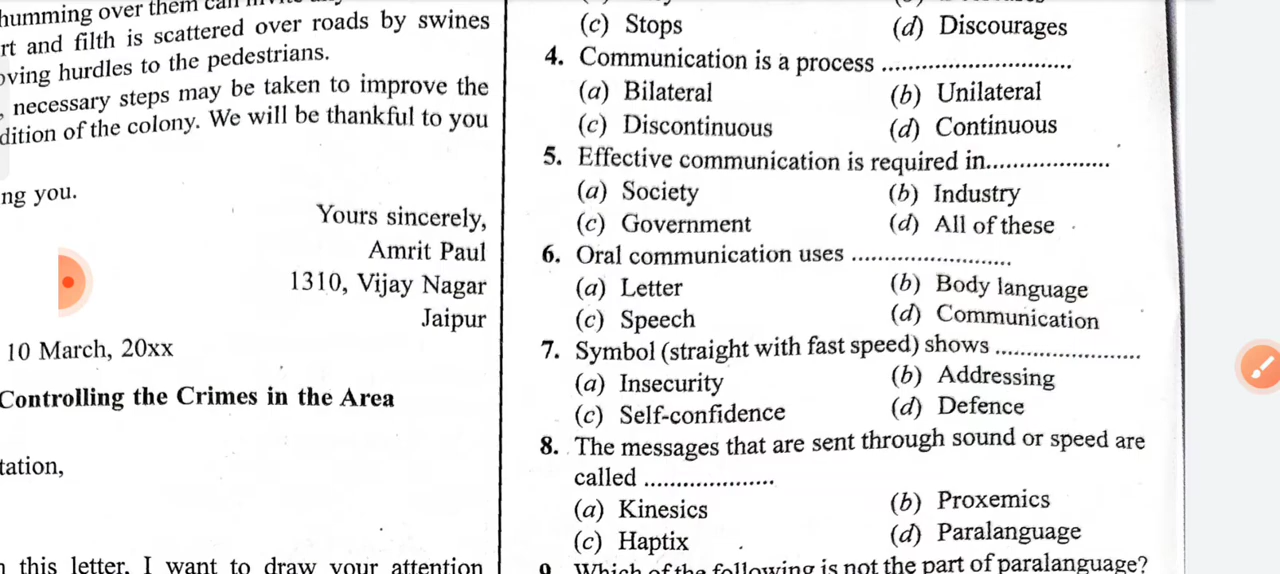 humming over them can
rt and filth is scattered over roads by swines
oving hurdles to the pedestrians.
, necessary steps may be taken to improve the
dition of the colony. We will be thankful to you
ng you.
Yours sincerely,
Amrit Paul
1310, Vijay Nagar
Jaipur
10 March, 20xx
Controlling the Crimes in the Area
tation,
this letter, I want to draw your attention
(c) Stops (d) Discourages
4. Communication is a process ............................
(a) Bilateral (b) Unilateral
(c) Discontinuous (d) Continuous
5. Effective communication is required in...................
(a) Society (b) Industry
(c) Government (d) All of these
6. Oral communication uses ........................
(a) Letter (b) Body language
(c) Speech (d) Communication
7. Symbol (straight with fast speed) shows .....................
(a) Insecurity (b) Addressing
(c) Self-confidence (d) Defence
8. The messages that are sent through sound or speed are
called ...................
(a) Kinesics (b) Proxemics
(c) Haptix (d) Paralanguage
9. Which of the following is not the part of paralanguage?